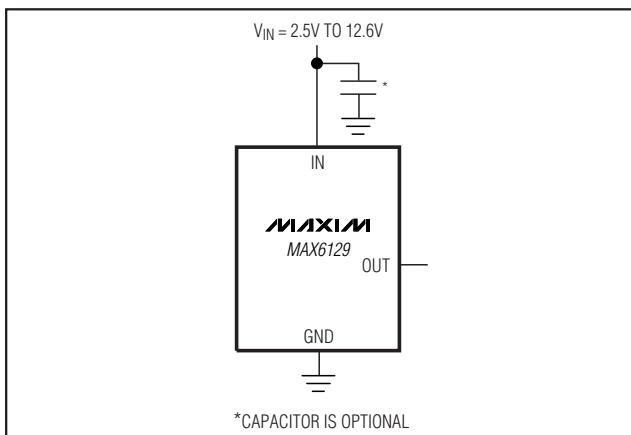 V_IN = 2.5V TO 12.6V
*
IN
MAXIM
MAX6129
OUT
GND
*CAPACITOR IS OPTIONAL